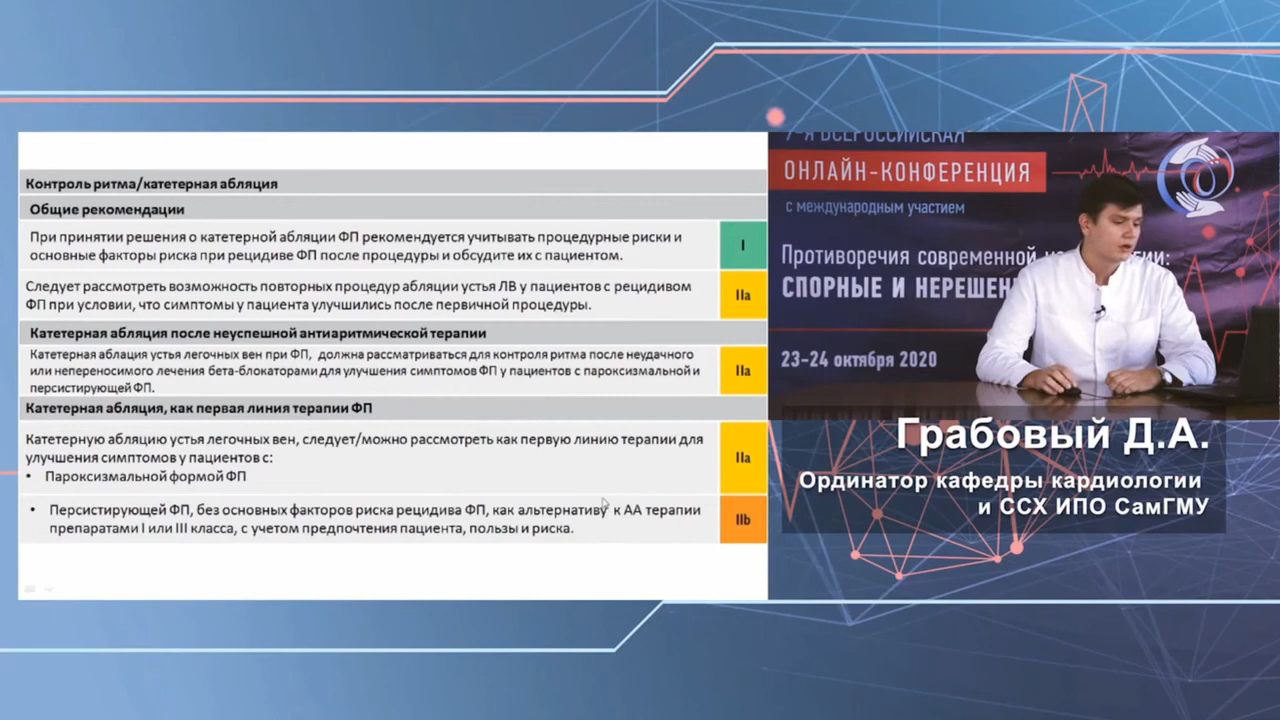 Контроль ритма/катетерная абляция
Общие рекомендации
При принятии решения о катетерной абляции ФП рекомендуется учитывать процедурные риски и
основные факторы риска при рецидиве ФП после процедуры и обсудите их с пациентом.
I
Следует рассмотреть возможность повторных процедур абляции устья ЛВ у пациентов с рецидивом
ФП при условии, что симптомы у пациента улучшились после первичной процедуры.
IIa
Катетерная абляция после неуспешной антиаритмической терапии
Катетерная аблация устья легочных вен при ФП, должна рассматриваться для контроля ритма после неудачного
или непереносимого лечения бета-блокаторами для улучшения симптомов ФП у пациентов с пароксизмальной и
персистирующей ФП.
IIa
Катетерная абляция, как первая линия терапии ФП
Катетерную абляцию устья легочных вен, следует/можно рассмотреть как первую линию терапии для
улучшения симптомов у пациентов с:
• Пароксизмальной формой ФП
IIa
• Персистирующей ФП, без основных факторов риска рецидива ФП, как альтернативу к АА терапии
препаратами I или III класса, с учетом предпочтения пациента, пользы и риска.
IIb
7-Я ВСЕРОССИЙСКАЯ
ОНЛАЙН-КОНФЕРЕНЦИЯ
с международным участием
Противоречия современной
СПОРНЫЕ И
23–24 октября 2020
Грабовый Д.А.
Ординатор кафедры кардиологии
и ССХ ИПО СамГМУ